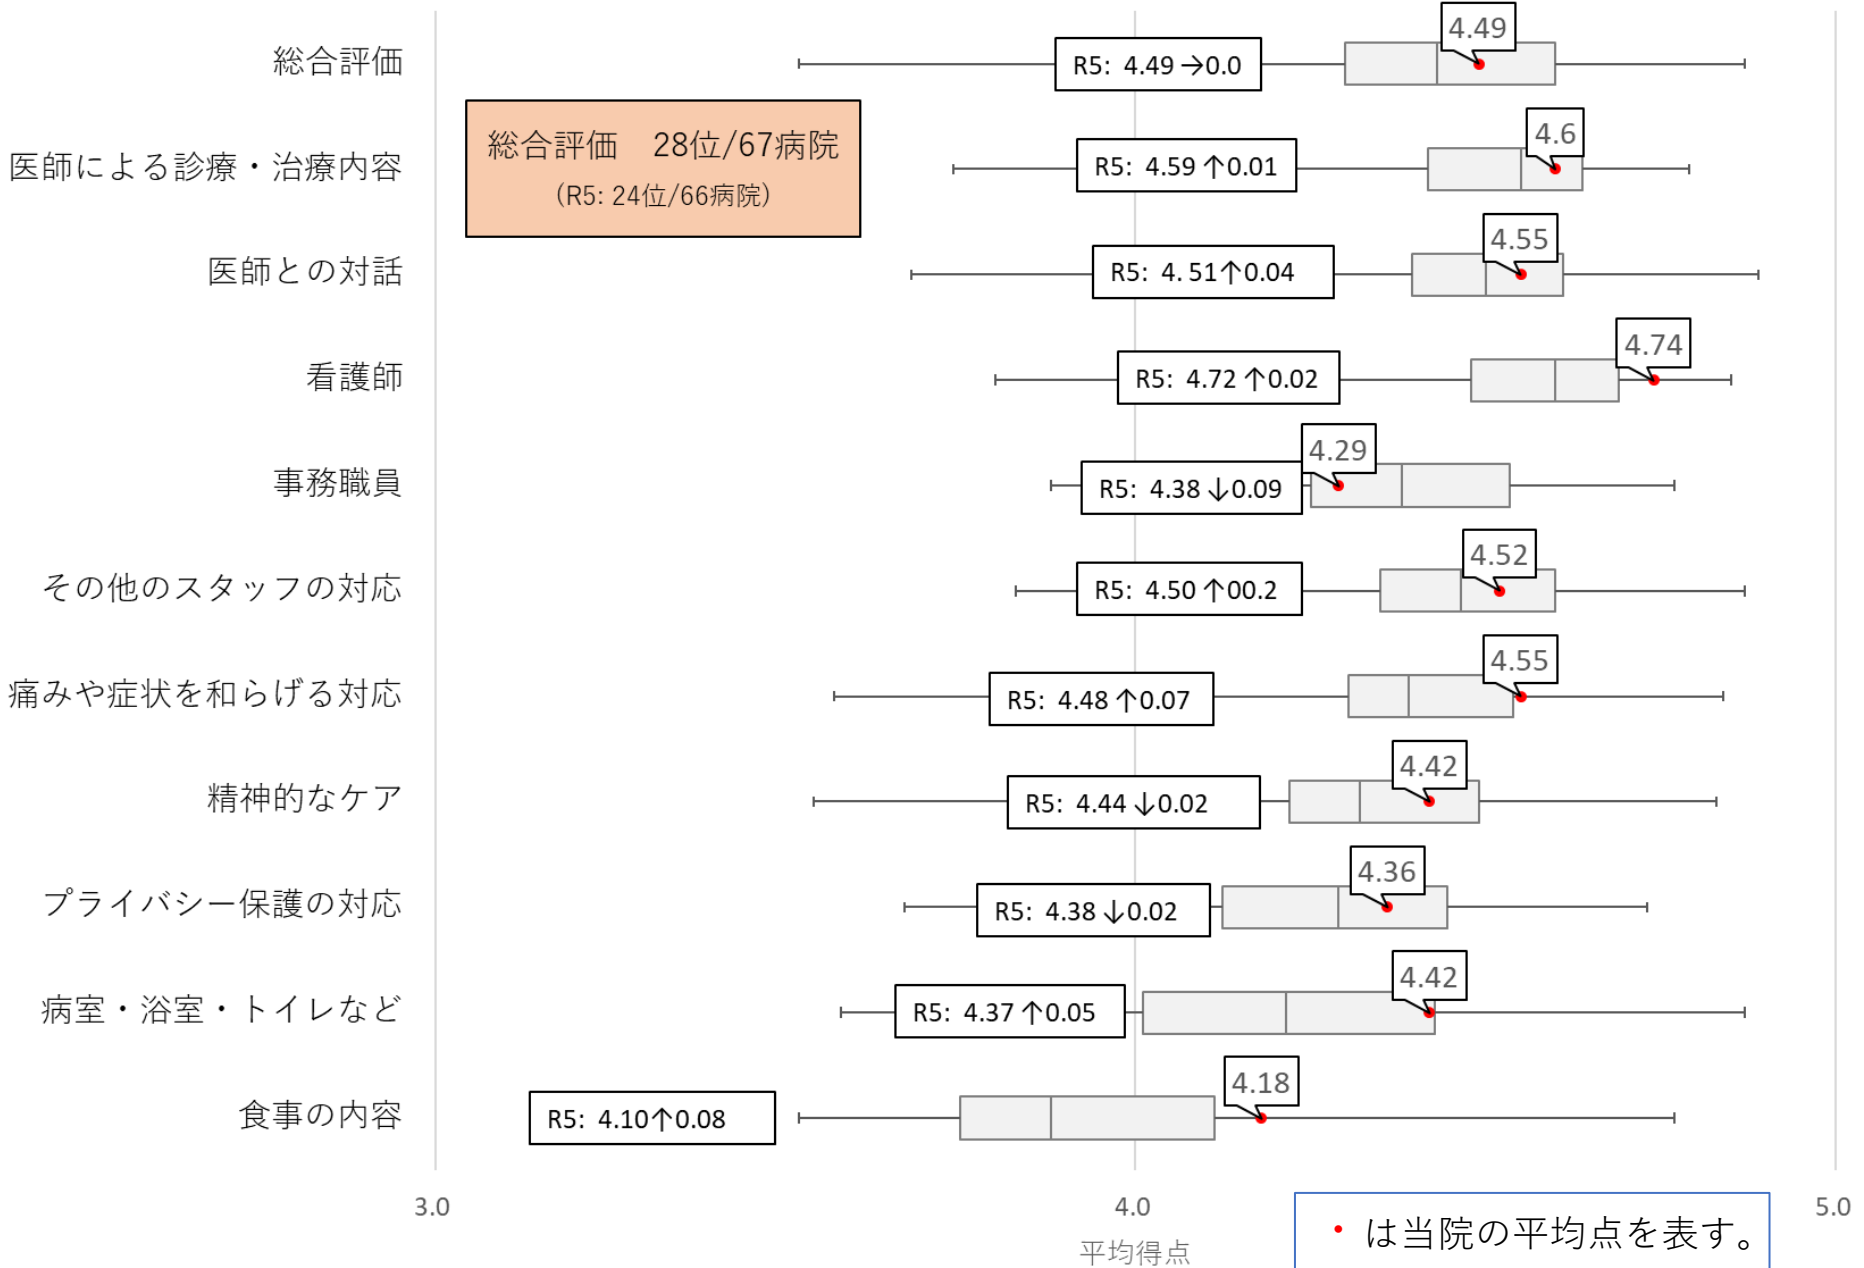 総合評価
R5: 4.49 →0.0
4.49
総合評価　28位/67病院
(R5: 24位/66病院)
医師による診療・治療内容
R5: 4.59 ↑0.01
4.6
医師との対話
R5: 4. 51↑0.04
4.55
看護師
R5: 4.72 ↑0.02
4.74
事務職員
R5: 4.38 ↓0.09
4.29
その他のスタッフの対応
R5: 4.50 ↑00.2
4.52
痛みや症状を和らげる対応
R5: 4.48 ↑0.07
4.55
精神的なケア
R5: 4.44 ↓0.02
4.42
プライバシー保護の対応
R5: 4.38 ↓0.02
4.36
病室・浴室・トイレなど
R5: 4.37 ↑0.05
4.42
食事の内容
R5: 4.10↑0.08
4.18
3.0
4.0
5.0
平均得点
・は当院の平均点を表す。